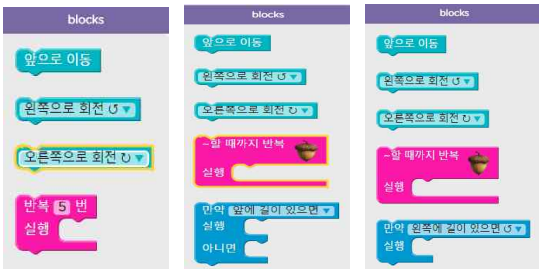 blocks
앞으로 이동
왼쪽으로 회전 ↺ ▼
오른쪽으로 회전 ↻ ▼
반복 5 번
실행
blocks
앞으로 이동
왼쪽으로 회전 ↺ ▼
오른쪽으로 회전 ↻ ▼
~할 때까지 반복
실행
만약 앞에 길이 있으면 ▼
실행
아니면
blocks
앞으로 이동
왼쪽으로 회전 ↺ ▼
오른쪽으로 회전 ↻ ▼
~할 때까지 반복
실행
만약 왼쪽에 길이 있으면 ↺ ▼
실행